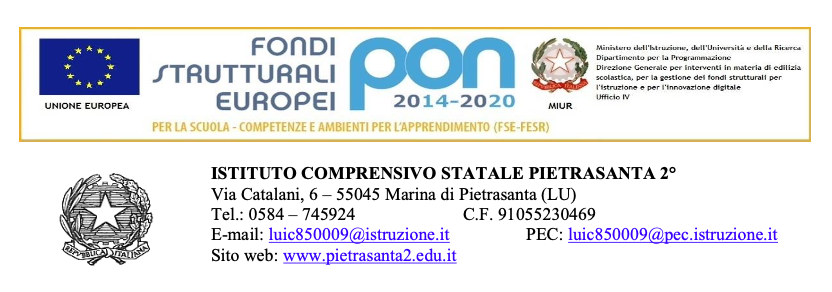 FONDI
STRUTTURALI
EUROPEI
pon
2014-2020
UNIONE EUROPEA
MIUR
Ministero dell'Istruzione, dell'Università e della Ricerca
Dipartimento per la Programmazione
Direzione Generale per interventi in materia di edilizia
scolastica, per la gestione dei fondi strutturali per
l'istruzione e per l'innovazione digitale
Ufficio IV
PER LA SCUOLA - COMPETENZE E AMBIENTI PER L'APPRENDIMENTO (FSE-FESR)
ISTITUTO COMPRENSIVO STATALE PIETRASANTA 2°
Via Catalani, 6 – 55045 Marina di Pietrasanta (LU)
Tel.: 0584 – 745924 C.F. 91055230469
E-mail: luic850009@istruzione.it PEC: luic850009@pec.istruzione.it
Sito web: www.pietrasanta2.edu.it
REPVBBLICA ITALIANA